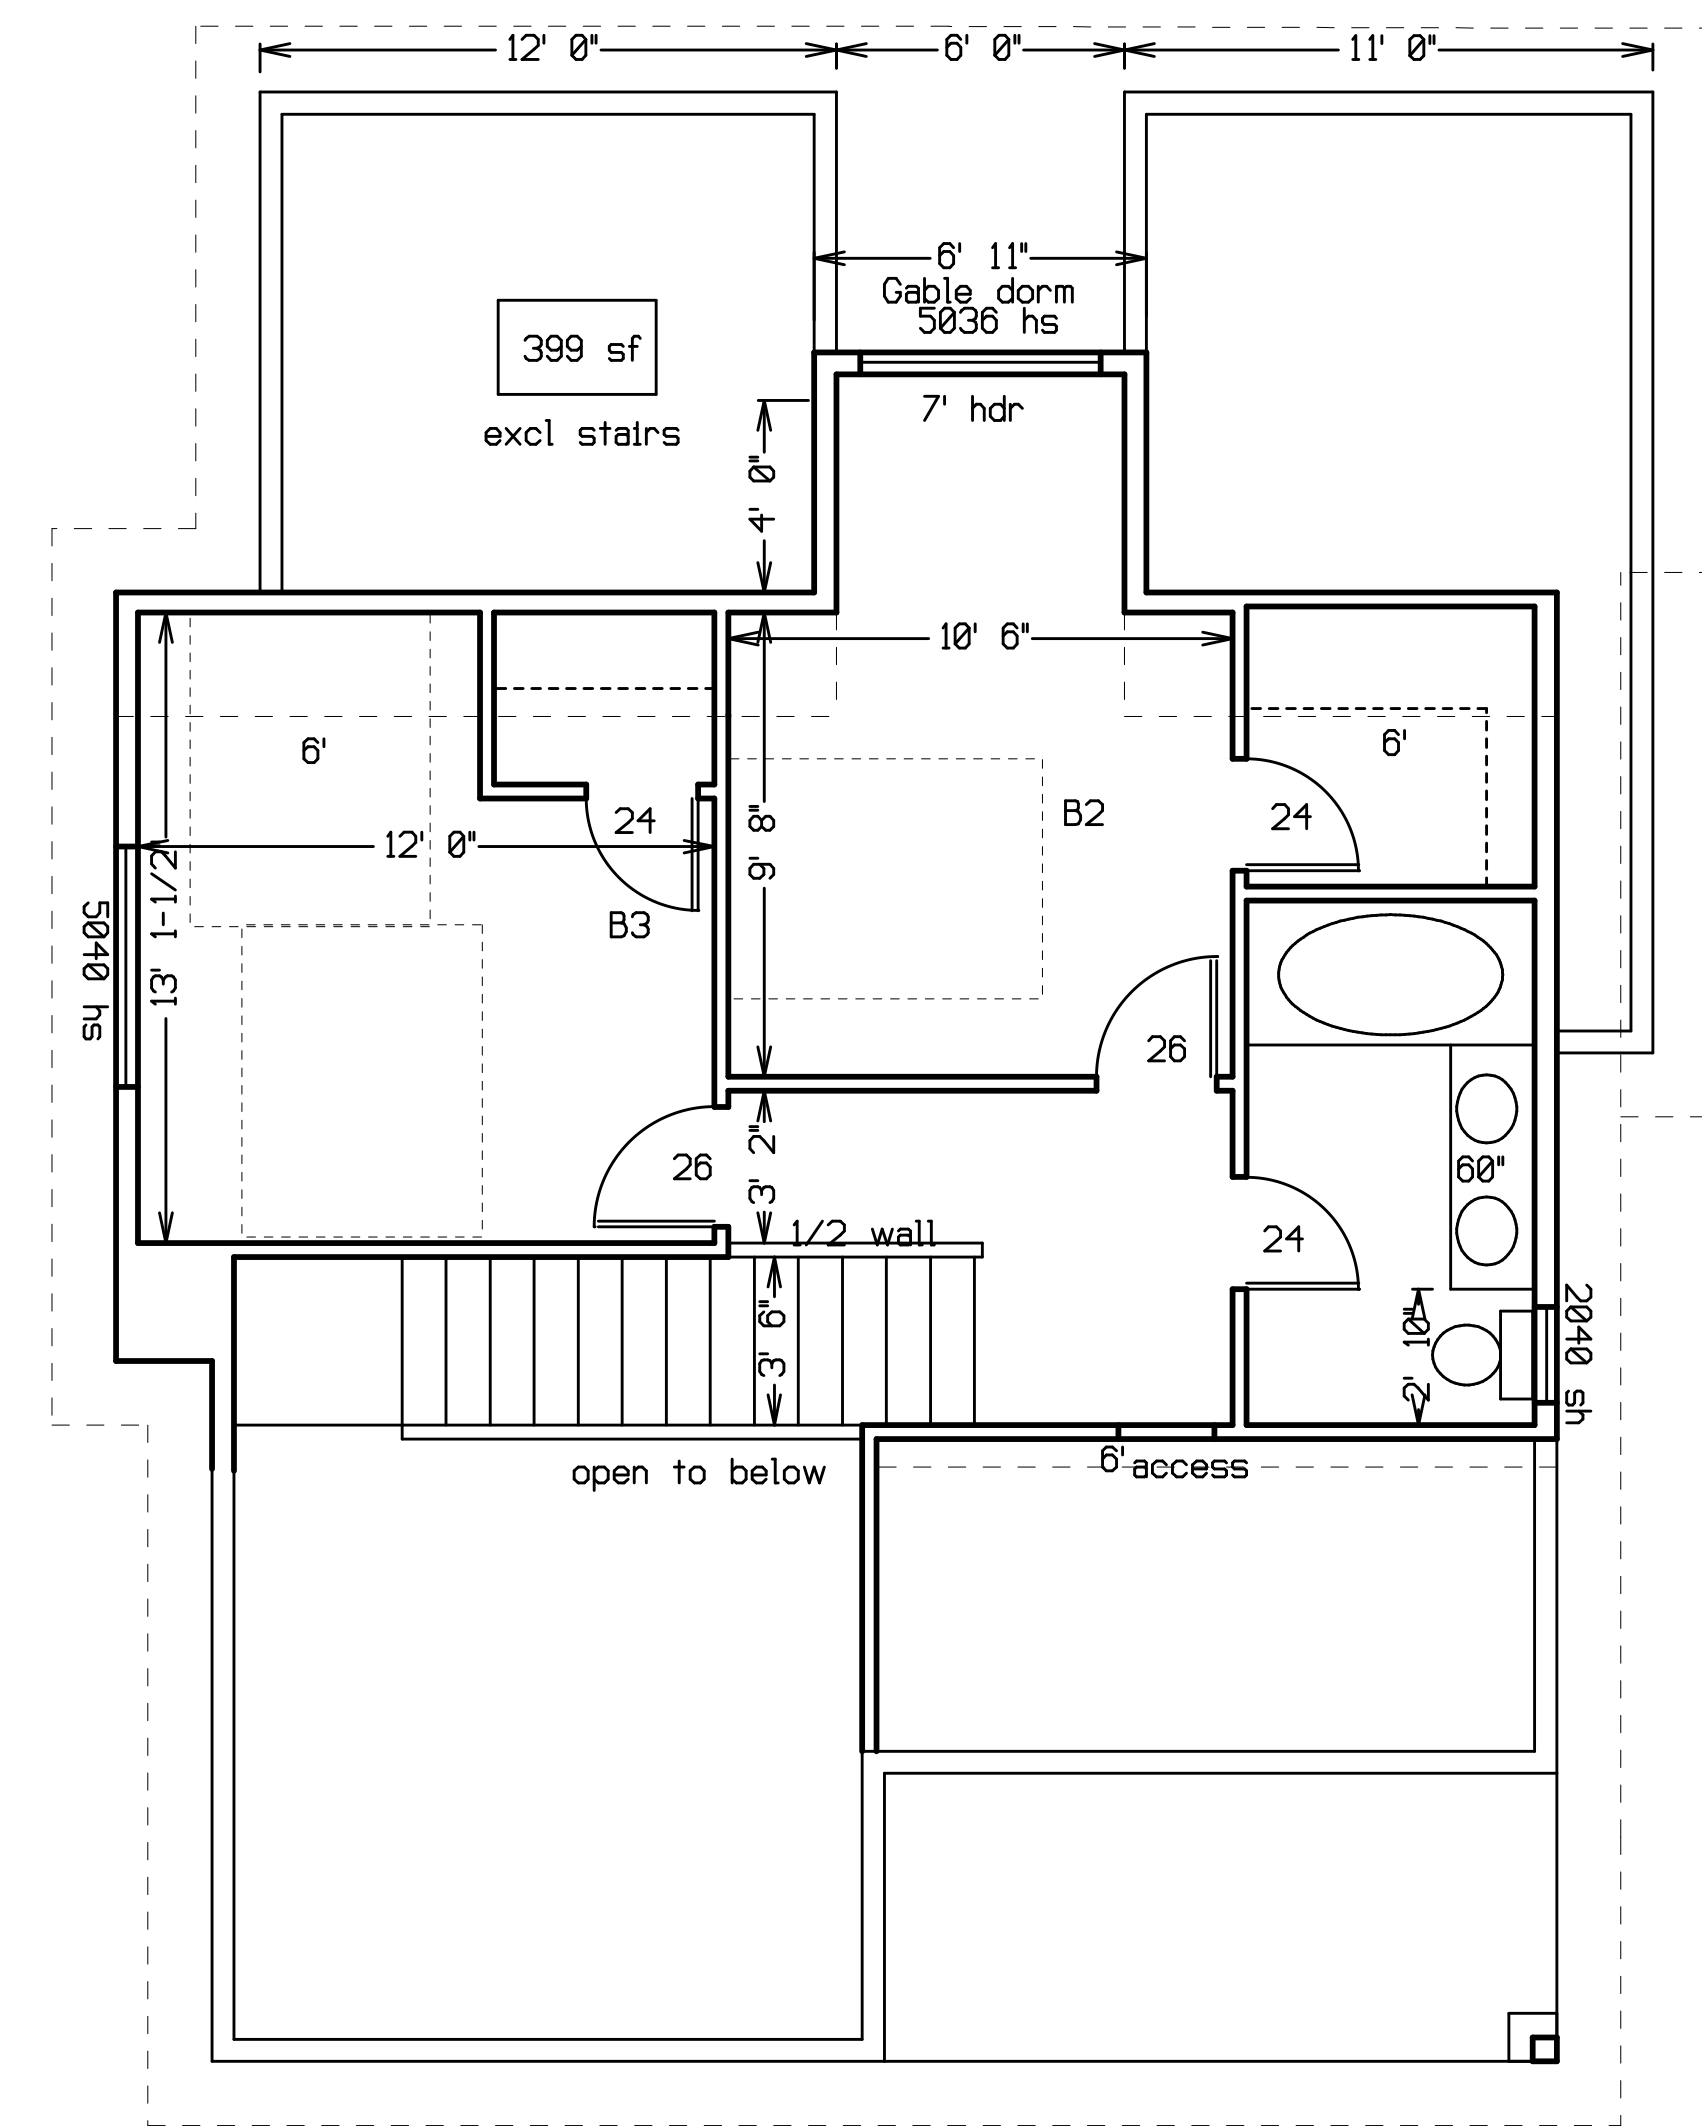 12' 0"
6' 0"
11' 0"
6' 11"
Gable dorm
5036 hs
399 sf
excl stairs
7' hdr
4' 0"
10' 6"
6'
6'
24
24
B2
9' 8"
12' 0"
13' 1-1/2"
B3
5040 hs
26
3' 2"
26
60"
1/2 wall
24
3' 6"
2' 10"
2040 sh
open to below
6' access